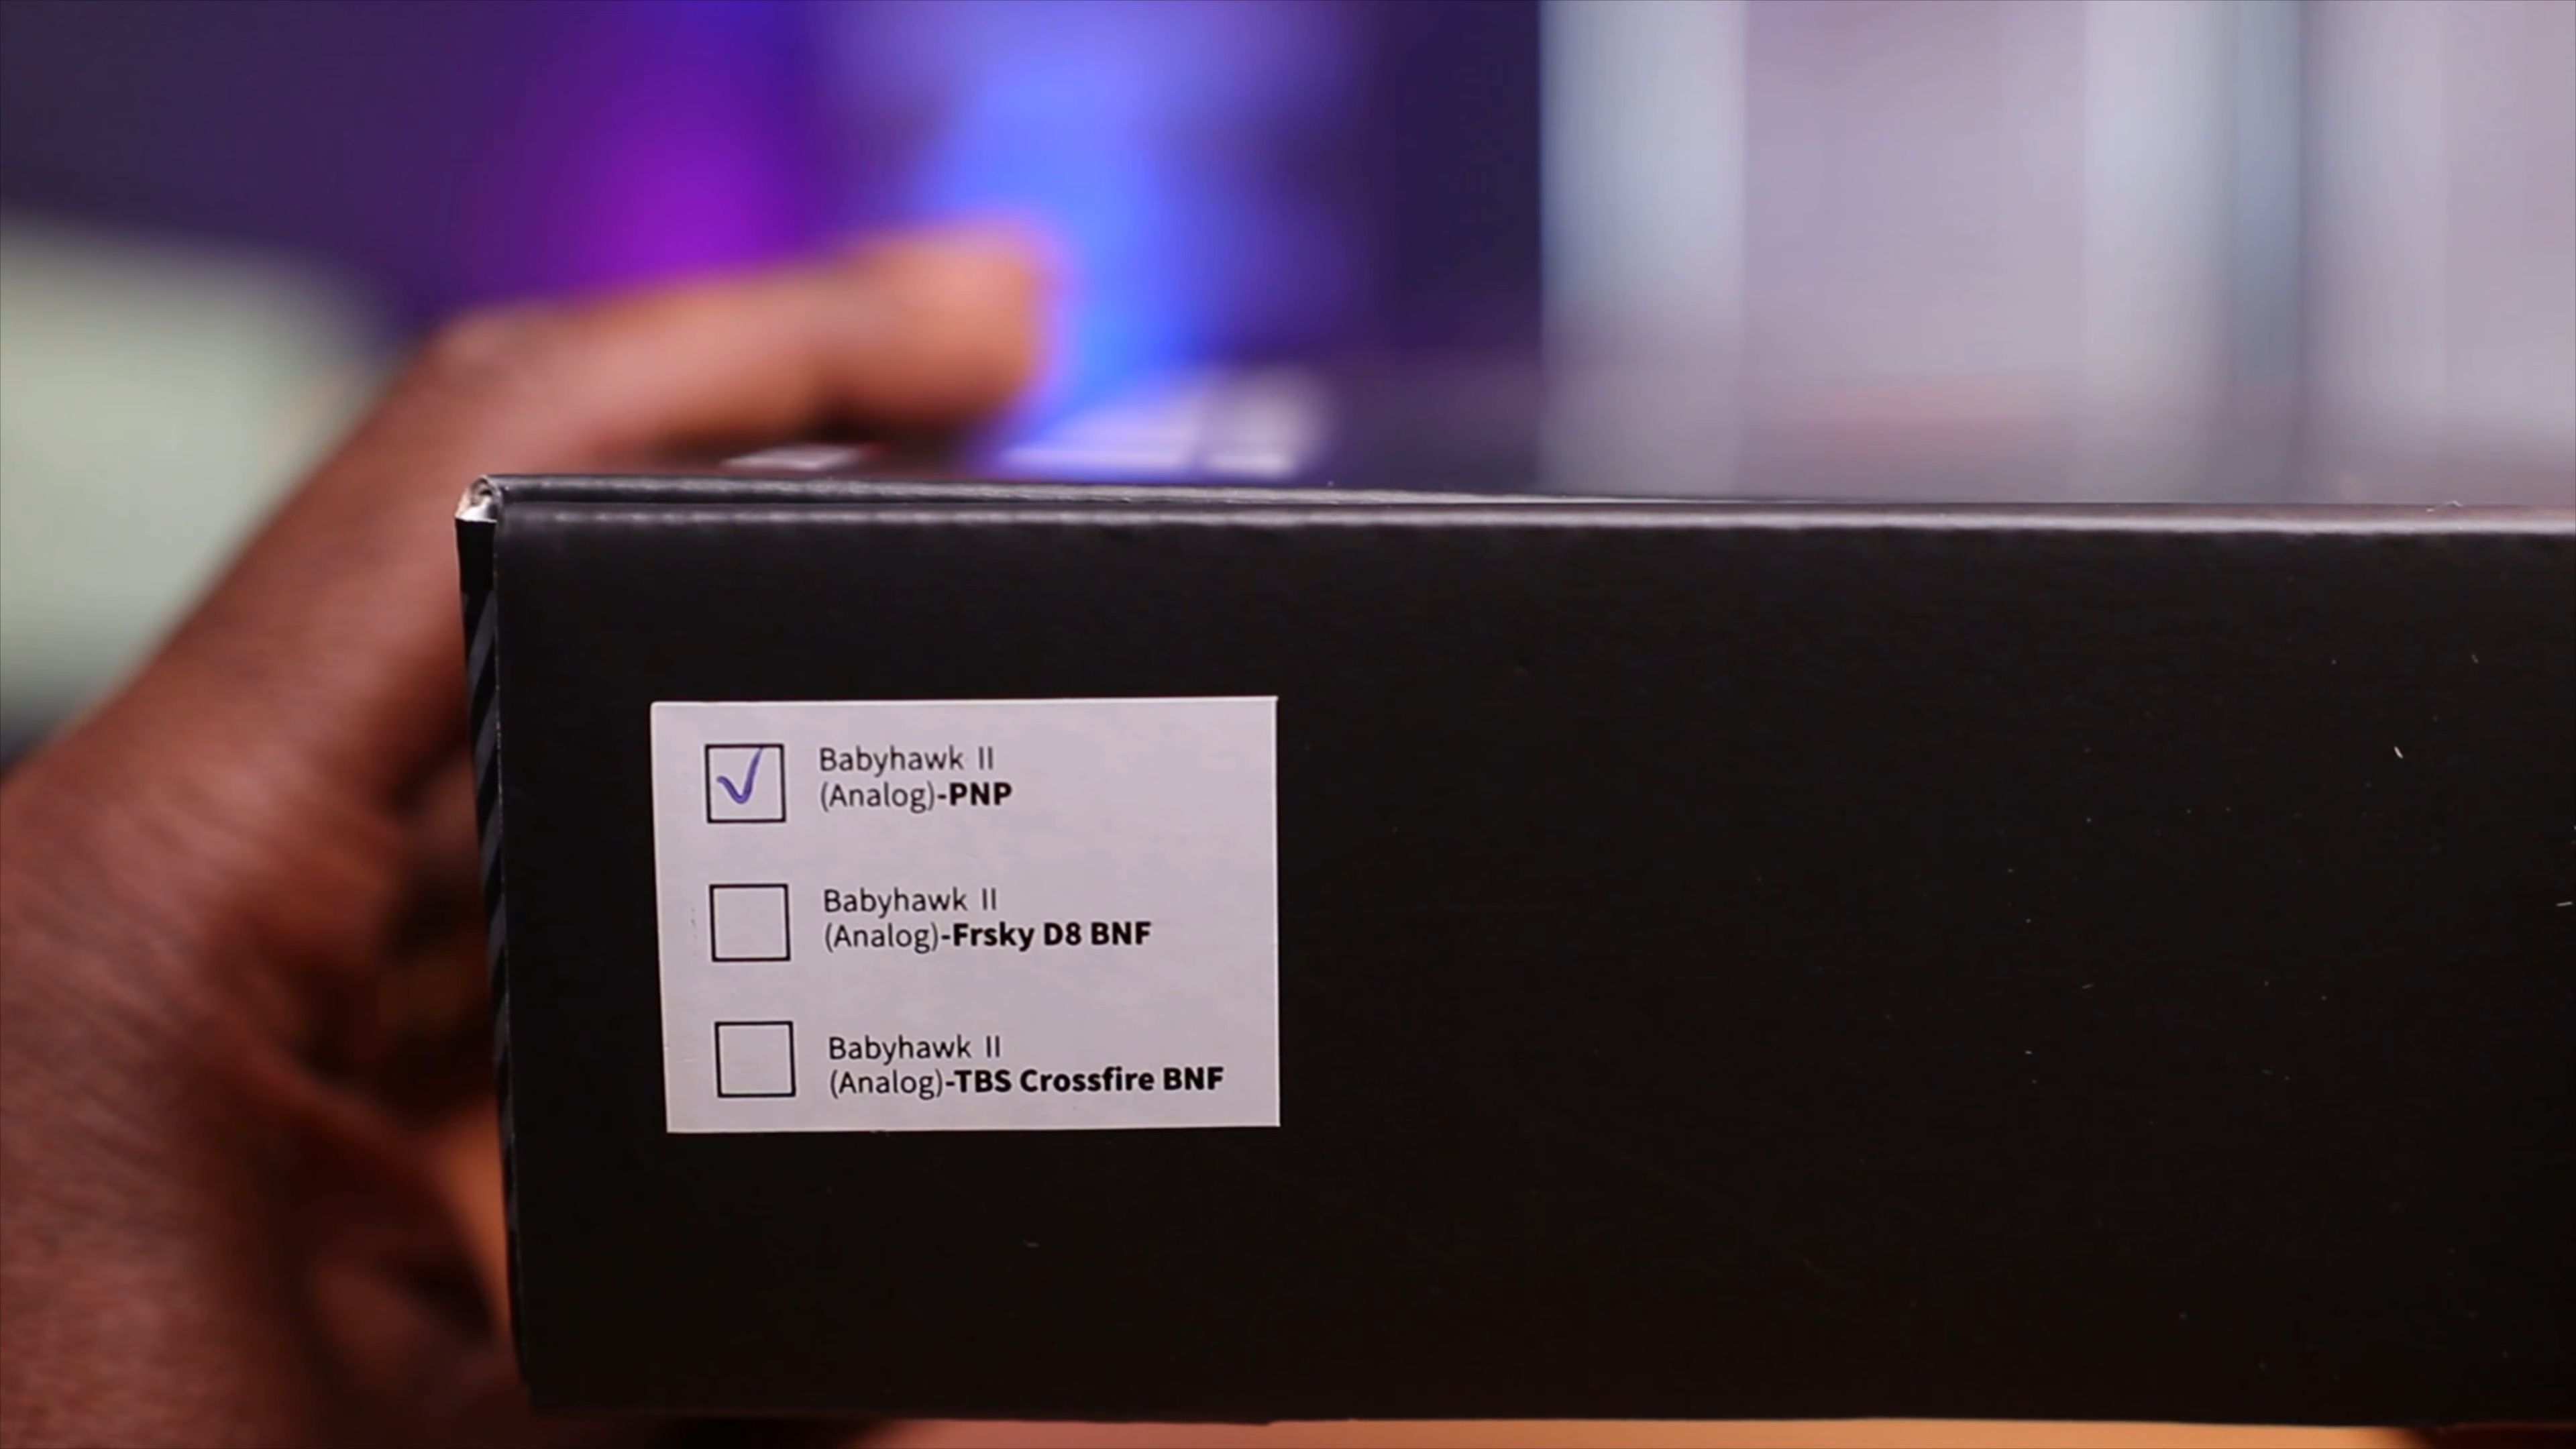 Babyhawk II
(Analog)-PNP
Babyhawk II
(Analog)-Frsky D8 BNF
Babyhawk II
(Analog)-TBS Crossfire BNF